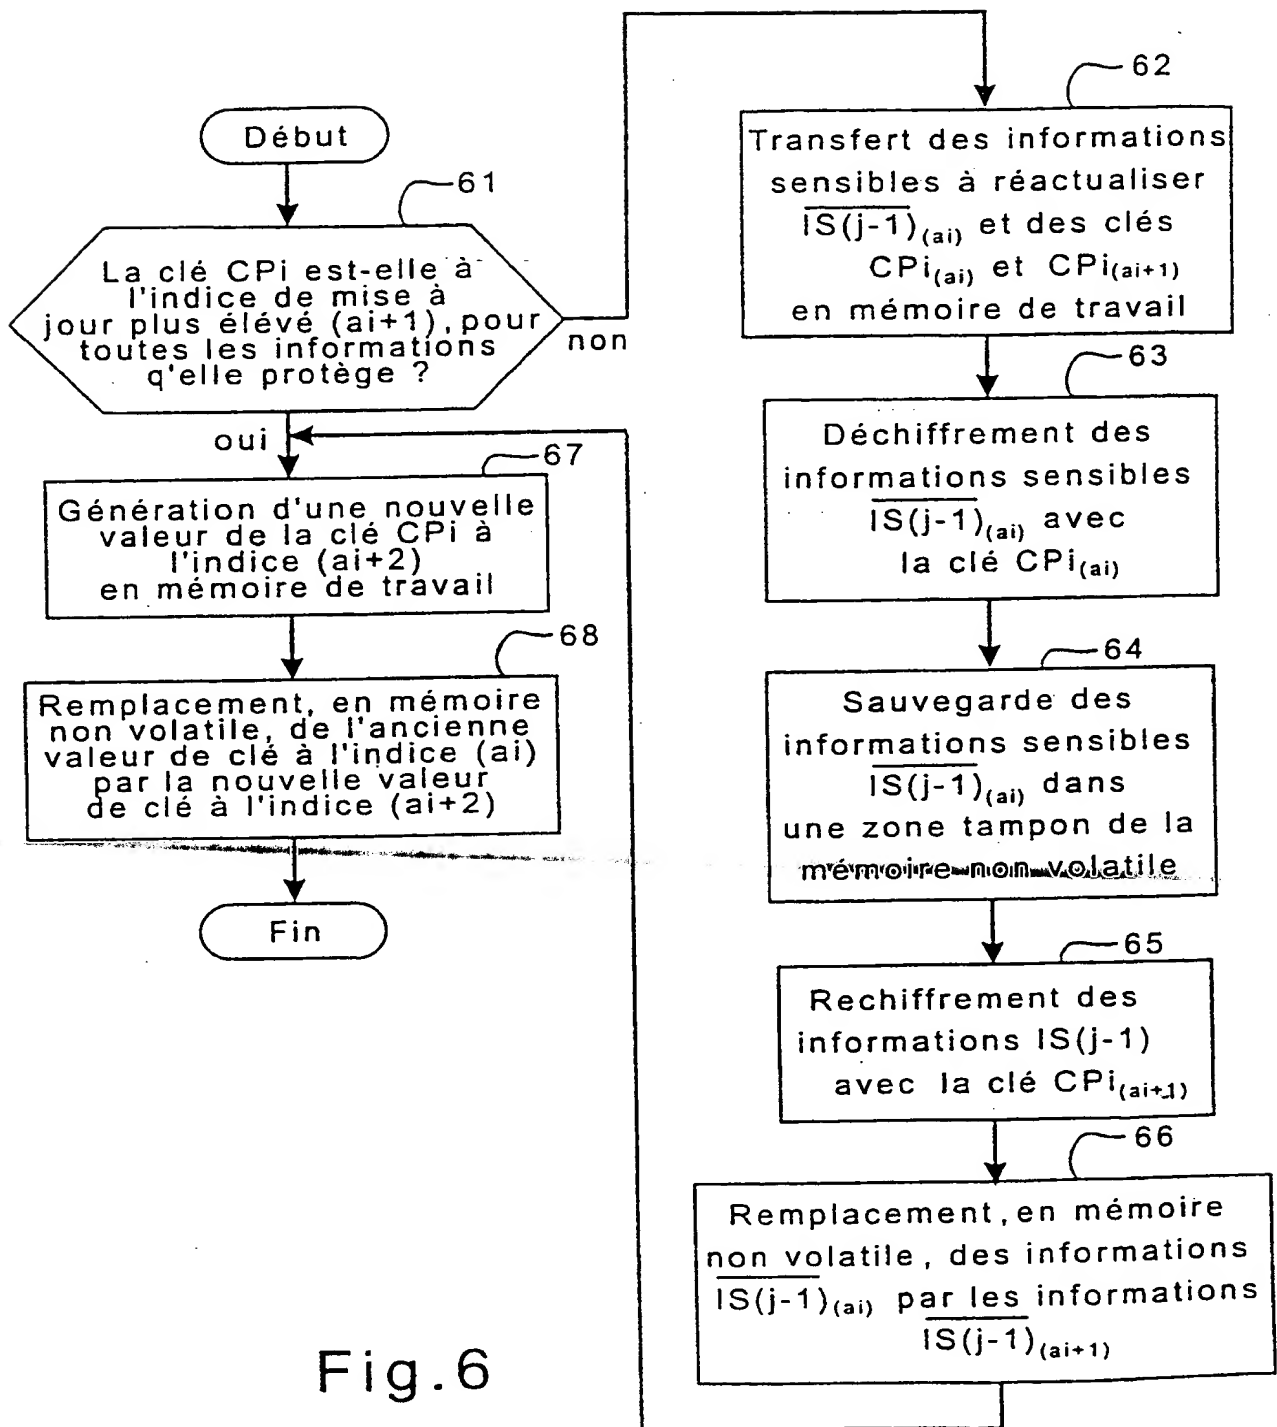 Début
61
La clé CPi est-elle à
l'indice de mise à
jour plus élévé (ai+1), pour
toutes les informations
q'elle protège ?
non
oui
67
Génération d'une nouvelle
valeur de la clé CPi à
l'indice (ai+2)
en mémoire de travail
68
Remplacement, en mémoire
non volatile, de l'ancienne
valeur de clé à l'indice (ai)
par la nouvelle valeur
de clé à l'indice (ai+2)
Fin
62
Transfert des informations
sensibles à réactualiser
I̅S̅(̅j̅-̅1̅)̅(ai) et des clés
CPi(ai) et CPi(ai+1)
en mémoire de travail
63
Déchiffrement des
informations sensibles
I̅S̅(̅j̅-̅1̅)̅(ai) avec
la clé CPi(ai)
64
Sauvegarde des
informations sensibles
I̅S̅(̅j̅-̅1̅)̅(ai) dans
une zone tampon de la
mémoire non volatile
65
Rechiffrement des
informations IS(j-1)
avec la clé CPi(ai+1)
66
Remplacement, en mémoire
non volatile, des informations
I̅S̅(̅j̅-̅1̅)̅(ai) par les informations
I̅S̅(̅j̅-̅1̅)̅(ai+1)
Fig.6